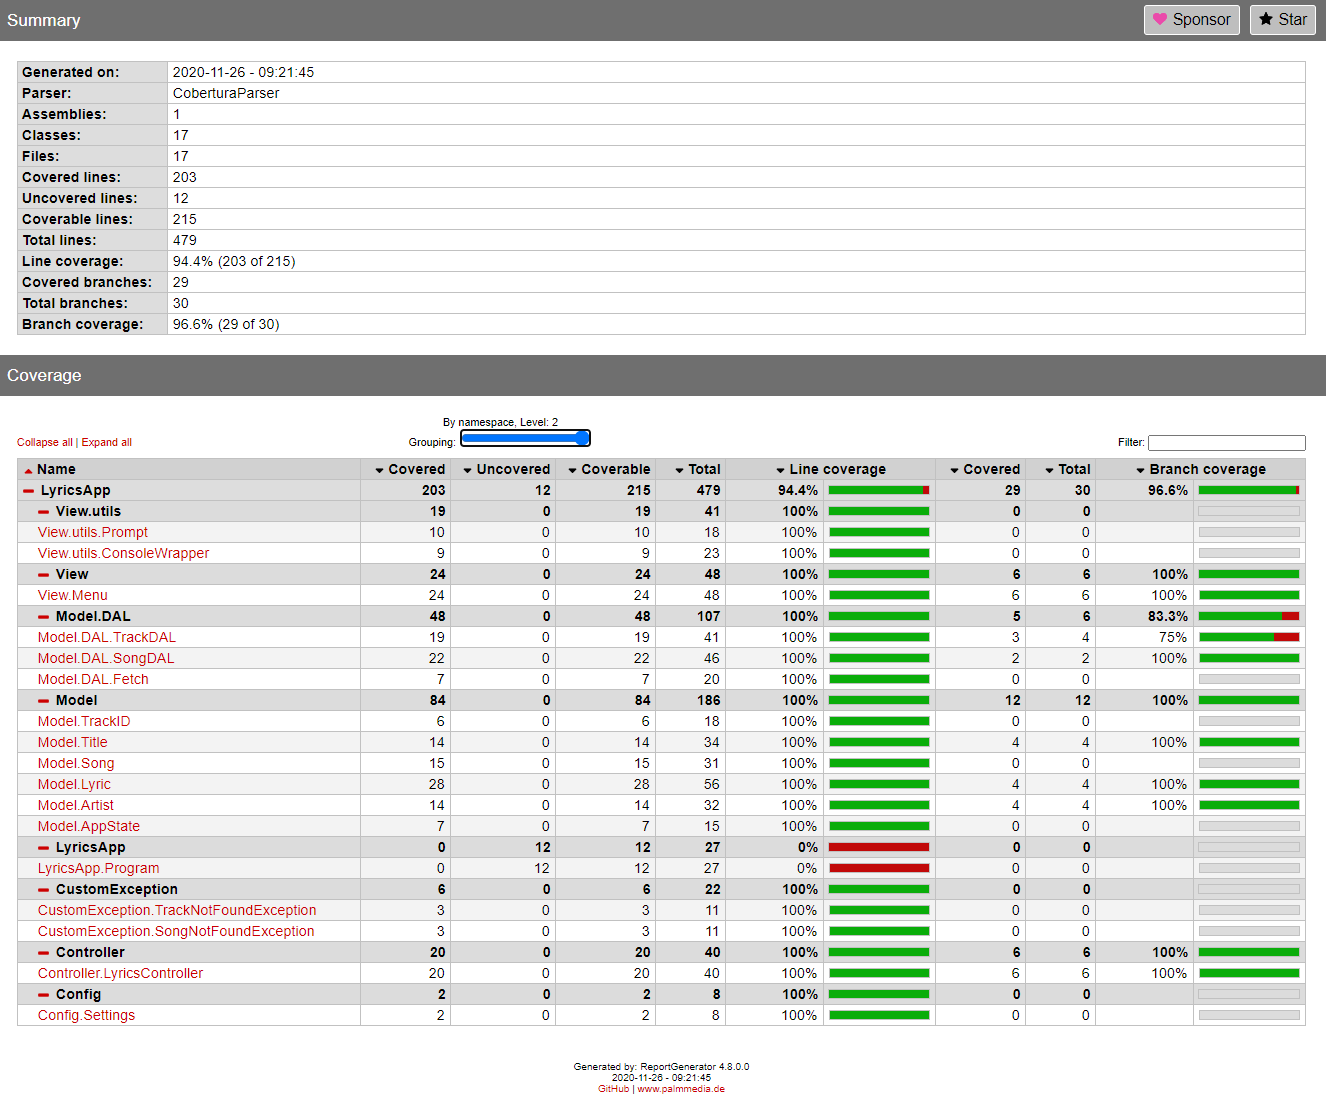 Summary Sponsor Star
Generated on: 2020-11-26 - 09:21:45
Parser: CoberturaParser
Assemblies: 1
Classes: 17
Files: 17
Covered lines: 203
Uncovered lines: 12
Coverable lines: 215
Total lines: 479
Line coverage: 94.4% (203 of 215)
Covered branches: 29
Total branches: 30
Branch coverage: 96.6% (29 of 30)
Coverage
By namespace, Level: 2
Collapse all | Expand all Grouping: Filter:
Name Covered Uncovered Coverable Total Line coverage Covered Total Branch coverage
LyricsApp 203 12 215 479 94.4% 29 30 96.6%
View.utils 19 0 19 41 100% 0 0
View.utils.Prompt 10 0 10 18 100% 0 0
View.utils.ConsoleWrapper 9 0 9 23 100% 0 0
View 24 0 24 48 100% 6 6 100%
View.Menu 24 0 24 48 100% 6 6 100%
Model.DAL 48 0 48 107 100% 5 6 83.3%
Model.DAL.TrackDAL 19 0 19 41 100% 3 4 75%
Model.DAL.SongDAL 22 0 22 46 100% 2 2 100%
Model.DAL.Fetch 7 0 7 20 100% 0 0
Model 84 0 84 186 100% 12 12 100%
Model.TrackID 6 0 6 18 100% 0 0
Model.Title 14 0 14 34 100% 4 4 100%
Model.Song 15 0 15 31 100% 0 0
Model.Lyric 28 0 28 56 100% 4 4 100%
Model.Artist 14 0 14 32 100% 4 4 100%
Model.AppState 7 0 7 15 100% 0 0
LyricsApp 0 12 12 27 0% 0 0
LyricsApp.Program 0 12 12 27 0% 0 0
CustomException 6 0 6 22 100% 0 0
CustomException.TrackNotFoundException 3 0 3 11 100% 0 0
CustomException.SongNotFoundException 3 0 3 11 100% 0 0
Controller 20 0 20 40 100% 6 6 100%
Controller.LyricsController 20 0 20 40 100% 6 6 100%
Config 2 0 2 8 100% 0 0
Config.Settings 2 0 2 8 100% 0 0
Generated by: ReportGenerator 4.8.0.0
2020-11-26 - 09:21:45
GitHub | www.palmmedia.de